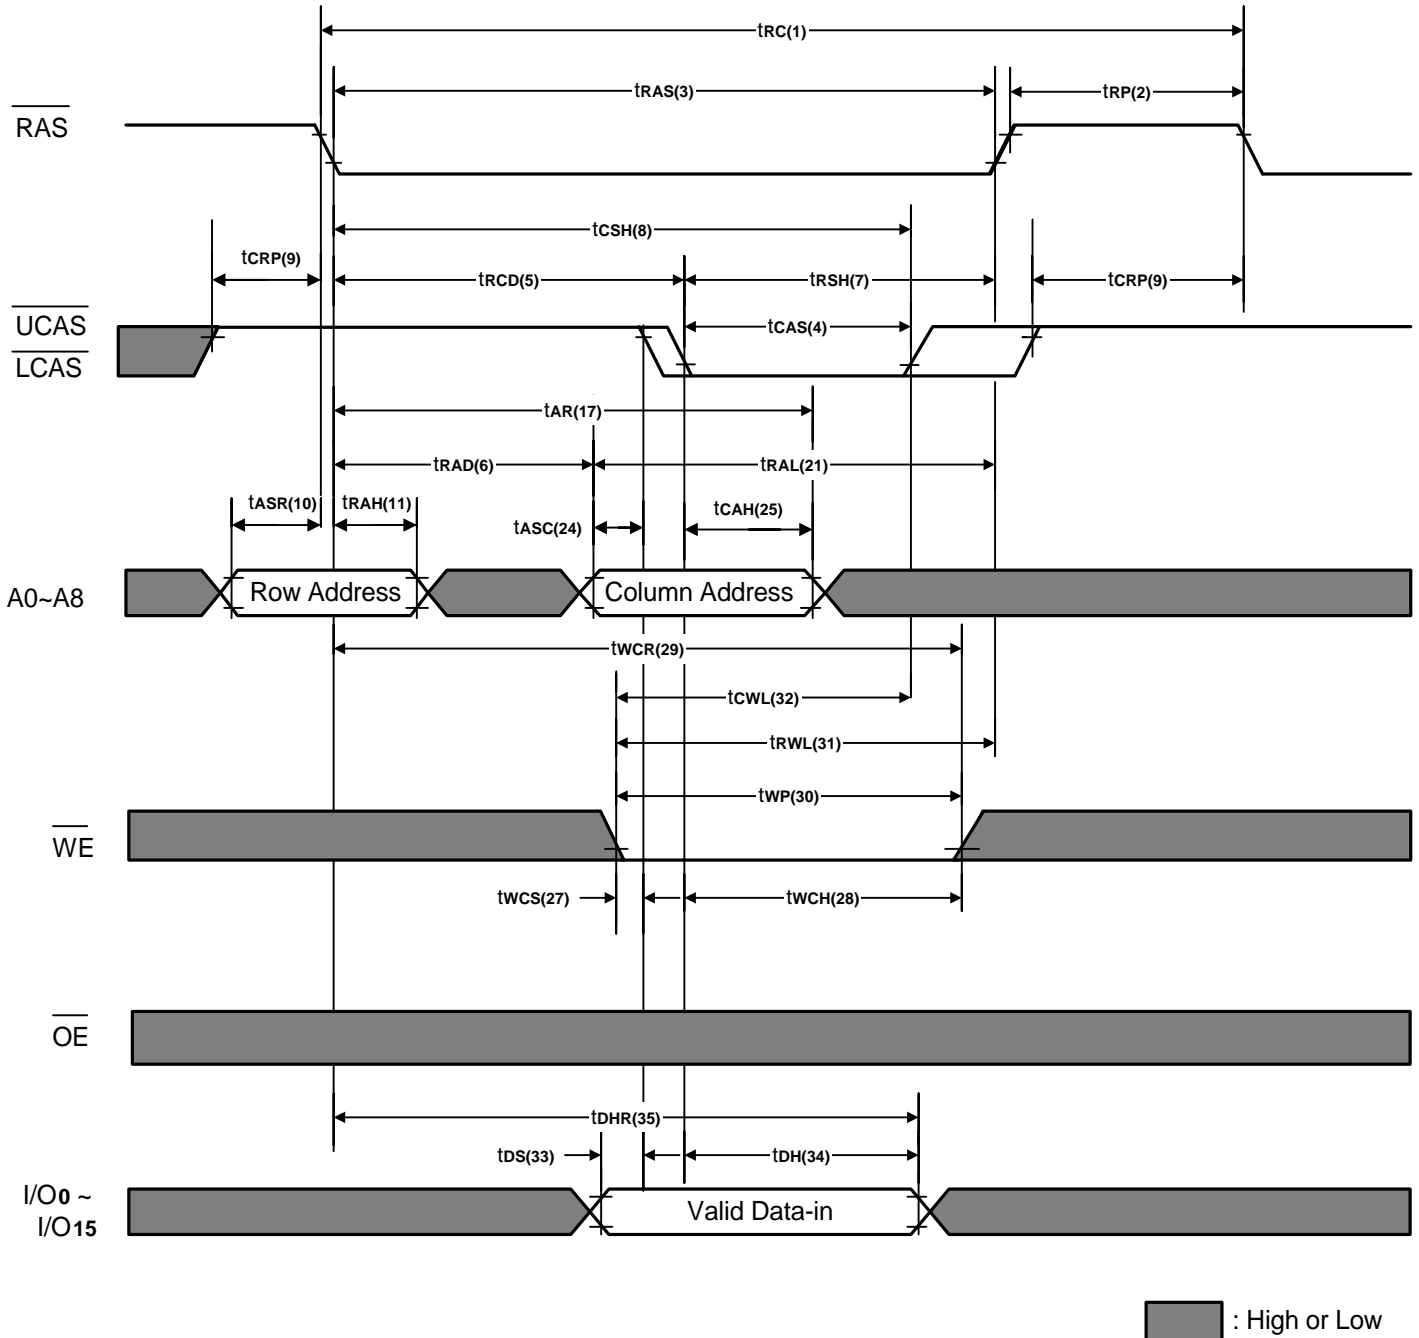 tRC(1)
tRAS(3)
tRP(2)
RAS
tCSH(8)
tCRP(9)
tRCD(5)
tRSH(7)
tCRP(9)
UCAS
tCAS(4)
LCAS
tAR(17)
tRAD(6)
tRAL(21)
tASR(10)
tRAH(11)
tASC(24)
tCAH(25)
A0~A8
Row Address
Column Address
tWCR(29)
tCWL(32)
tRWL(31)
tWP(30)
WE
tWCS(27)
tWCH(28)
OE
tDHR(35)
tDS(33)
tDH(34)
I/O0 ~
I/O15
Valid Data-in
: High or Low